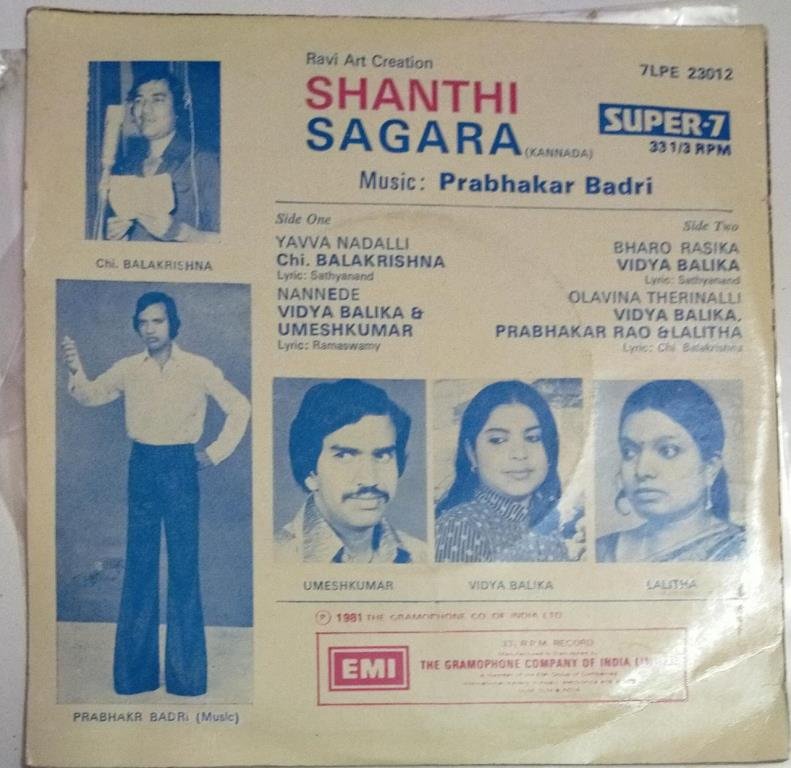 Ravi Art Creation
7LPE 23012
SHANTHI
SAGARA (KANNADA)
SUPER-7
33 1/3 RPM
Music: Prabhakar Badri
Chi. BALAKRISHNA
Side One
YAVVA NADALLI
Chi. BALAKRISHNA
Lyric: Sathyanand
NANNEDE
VIDYA BALIKA &
UMESHKUMAR
Lyric: Ramaswamy
Side Two
BHARO RASIKA
VIDYA BALIKA
Lyric: Sathyanand
OLAVINA THERINALLI
VIDYA BALIKA,
PRABHAKAR RAO &LALITHA
Lyric: Chi. Balakrishna
UMESHKUMAR
VIDYA BALIKA
LALITHA
PRABHAKR BADRi (Music)
℗ 1981 THE GRAMOPHONE CO. OF INDIA LTD.
R.P.M. RECORD
EMI
THE GRAMOPHONE COMPANY OF INDIA